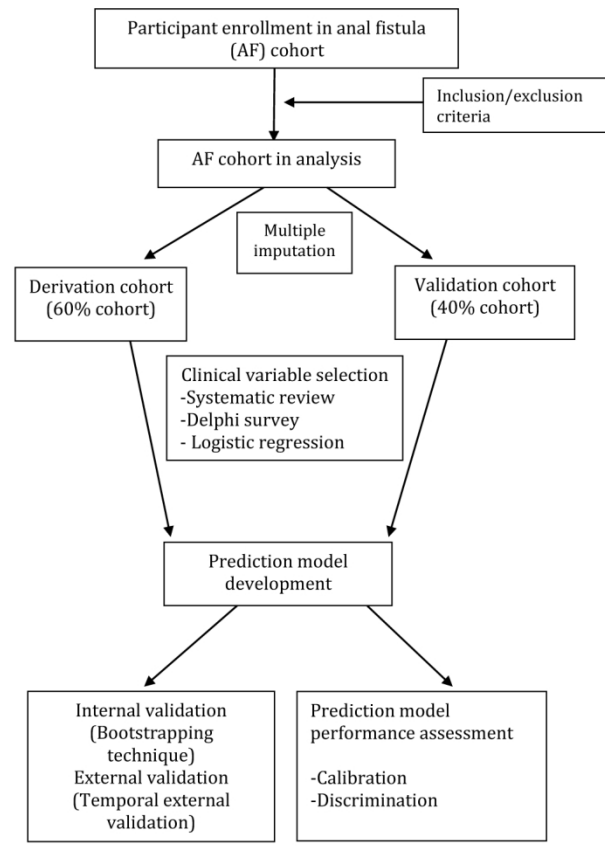 Participant enrollment in anal fistula
(AF) cohort
Inclusion/exclusion
criteria
AF cohort in analysis
Multiple
imputation
Derivation cohort
(60% cohort)
Validation cohort
(40% cohort)
Clinical variable selection
-Systematic review
-Delphi survey
- Logistic regression
Prediction model
development
Internal validation
(Bootstrapping
technique)
External validation
(Temporal external
validation)
Prediction model
performance assessment
-Calibration
-Discrimination